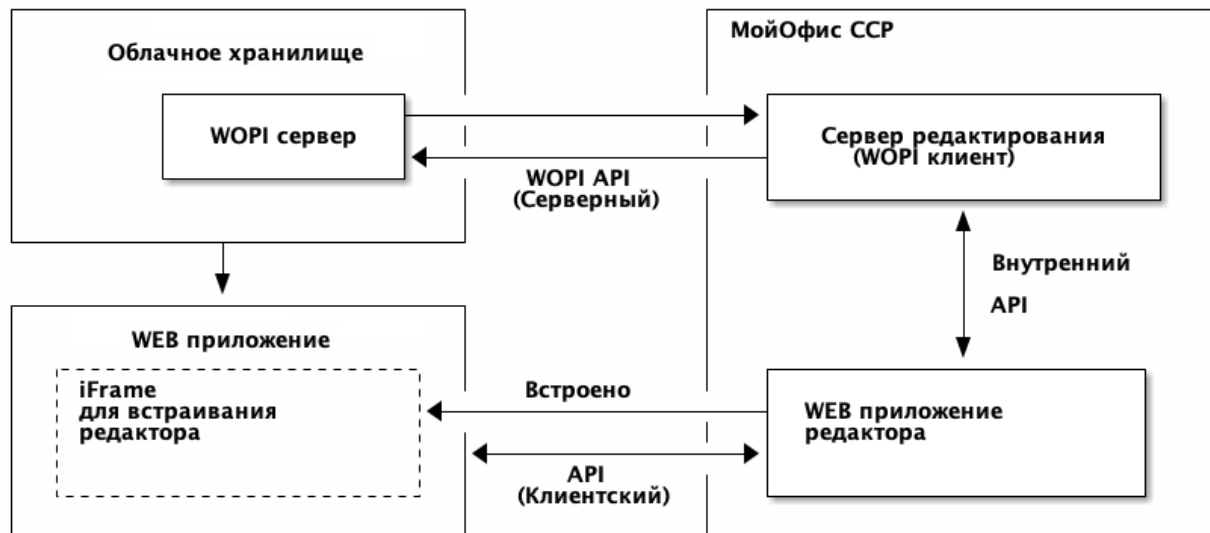 Облачное хранилище
WOPI сервер
МойОфис CCP
Сервер редактирования
(WOPI клиент)
WOPI API
(Серверный)
Внутренний
API
WEB приложение
iFrame
для встраивания
редактора
Встроено
API
(Клиентский)
WEB приложение
редактора